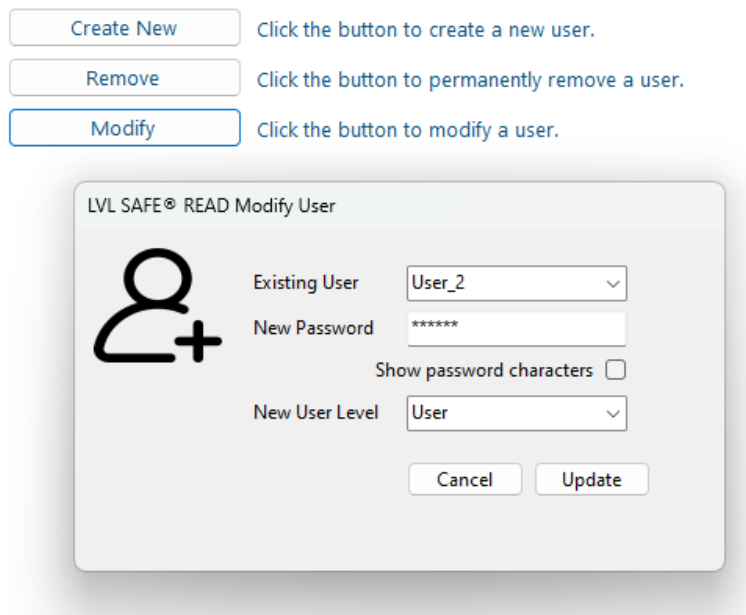 Create New Click the button to create a new user.
Remove Click the button to permanently remove a user.
Modify Click the button to modify a user.
LVL SAFE® READ Modify User
Existing User User_2
New Password ******
Show password characters
New User Level User
Cancel Update